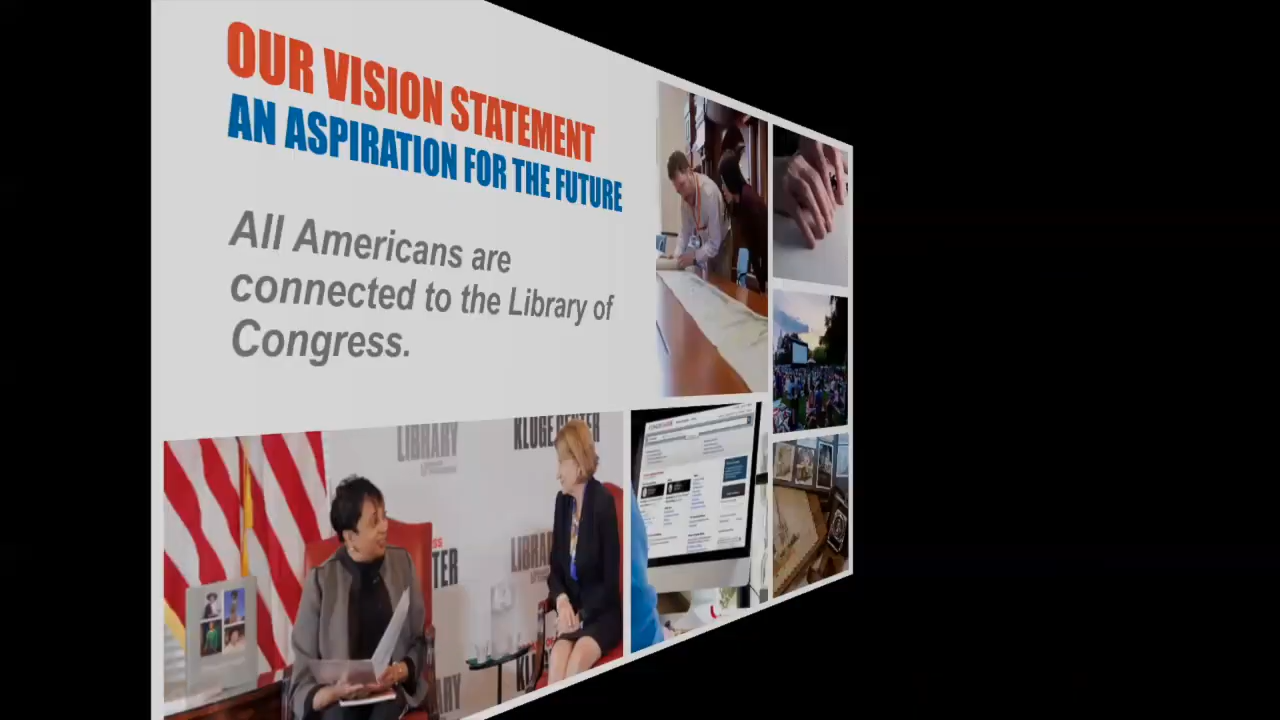 OUR VISION STATEMENT
AN ASPIRATION FOR THE FUTURE
All Americans are
connected to the Library of
Congress.
LIBRARY
KLUGE CENTER
LIBRARY
TER